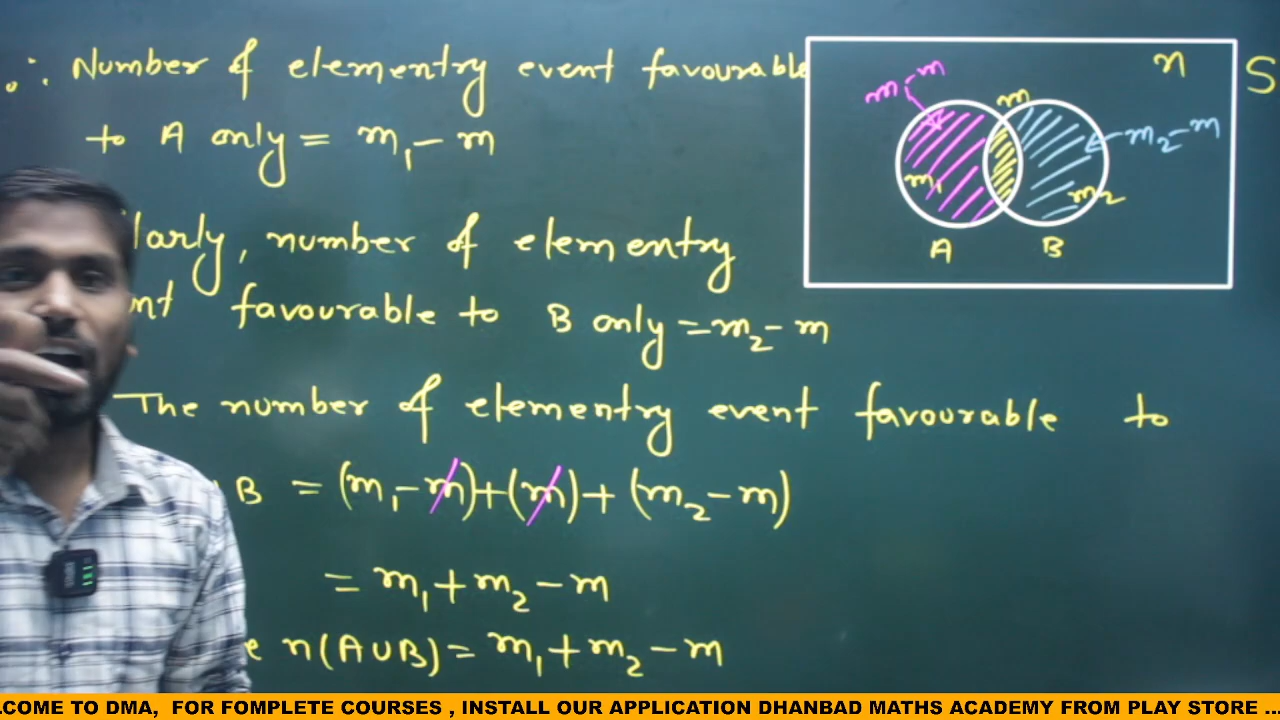 ∴ Number of elementry event favourable
to A only = m₁ - m
larly, number of elementry
nt favourable to B only = m₂ - m
The number of elementry event favourable to
B = (m₁-m)+(m)+(m₂-m)
= m₁+m₂-m
e n(A∪B) = m₁+m₂-m
n S
m₁-m m
m₂-m
m₁ m₂
A B
LCOME TO DMA, FOR FOMPLETE COURSES , INSTALL OUR APPLICATION DHANBAD MATHS ACADEMY FROM PLAY STORE ...